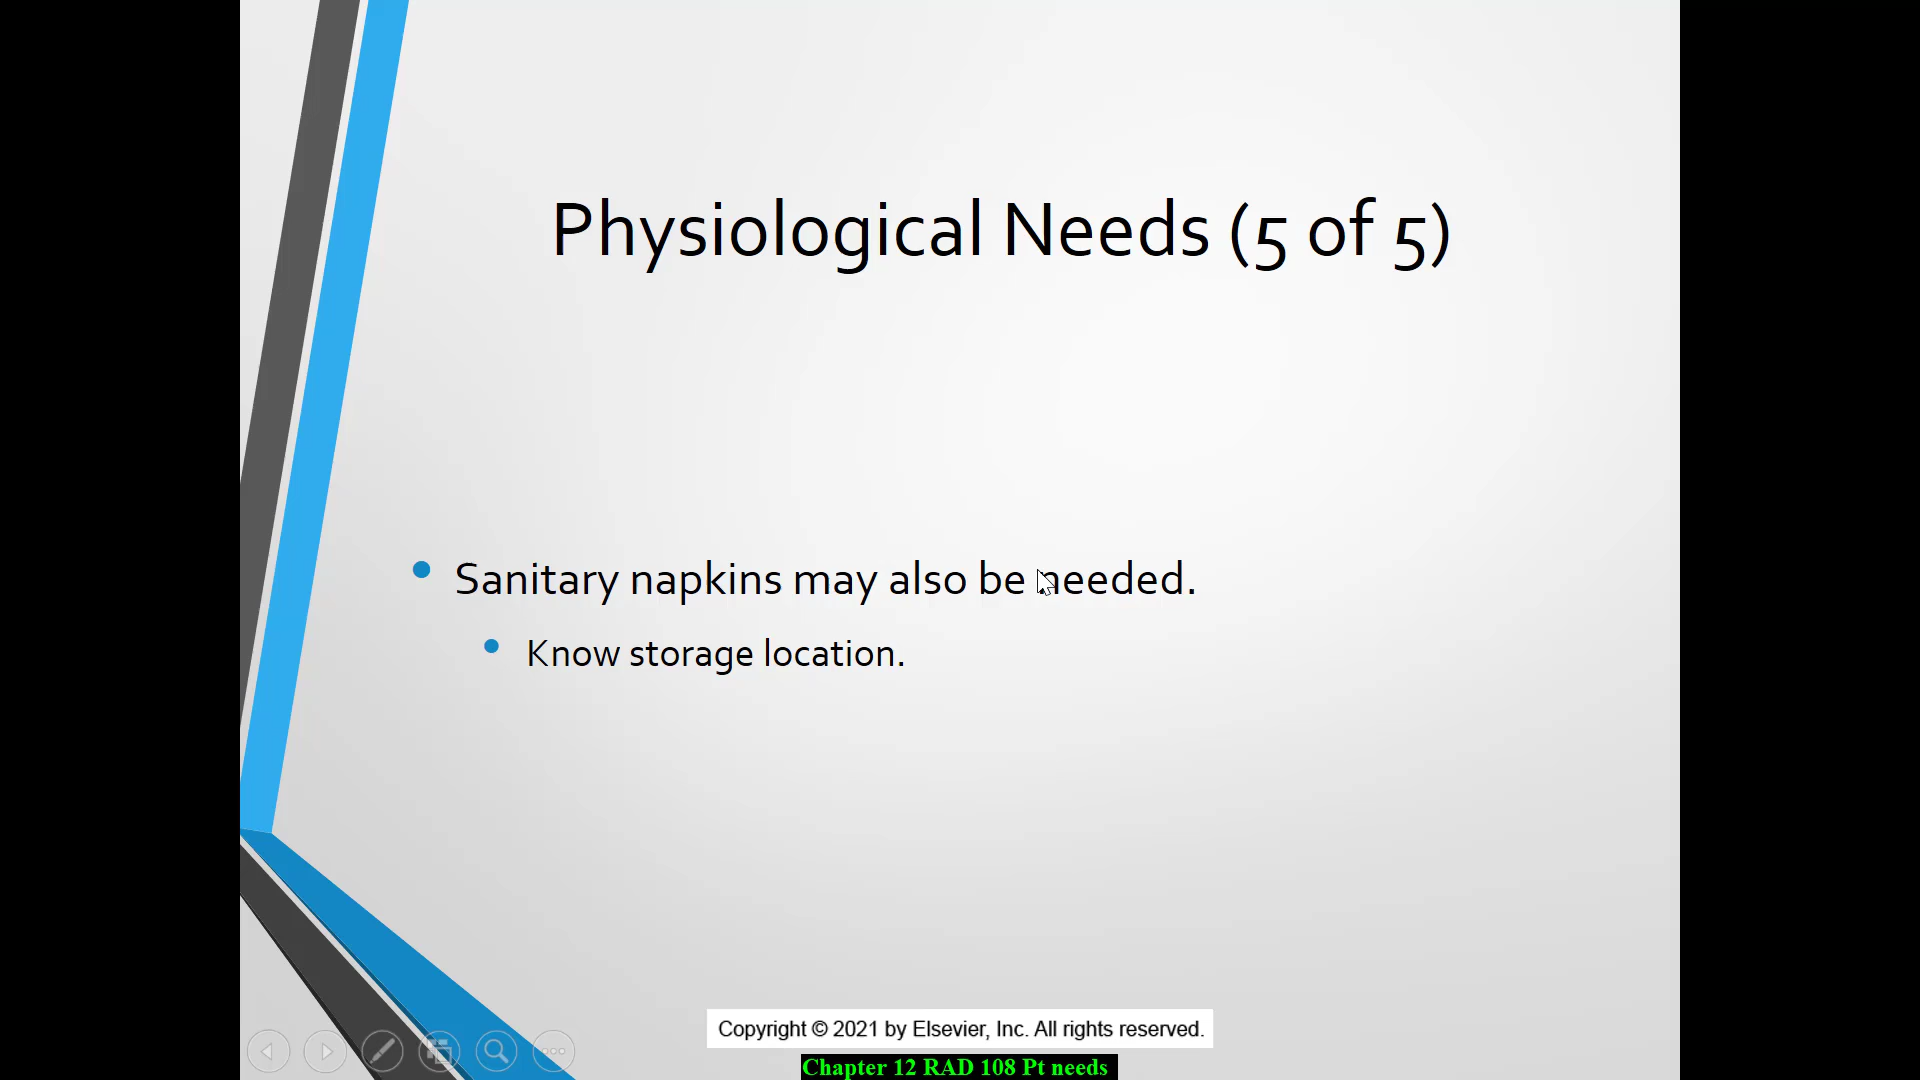 Physiological Needs (5 of 5)
Sanitary napkins may also be needed.
Know storage location.
Copyright © 2021 by Elsevier, Inc. All rights reserved.
Chapter 12 RAD 108 Pt needs